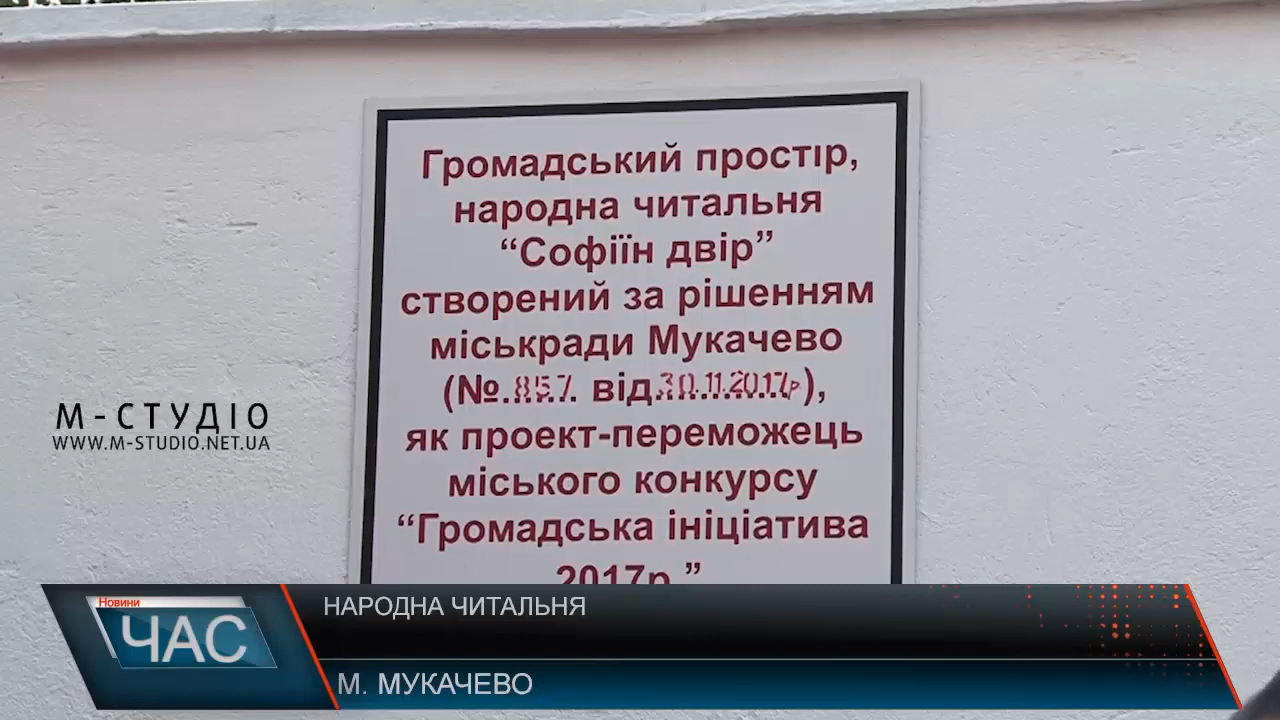 Громадський простір,
народна читальня
“Софіїн двір”
створений за рішенням
міськради Мукачево
(№.857. від.30.11.2017р),
як проект-переможець
міського конкурсу
“Громадська ініціатива
2017р.”
М-СТУДІО
WWW.M-STUDIO.NET.UA
Новини
ЧАС
НАРОДНА ЧИТАЛЬНЯ
М. МУКАЧЕВО